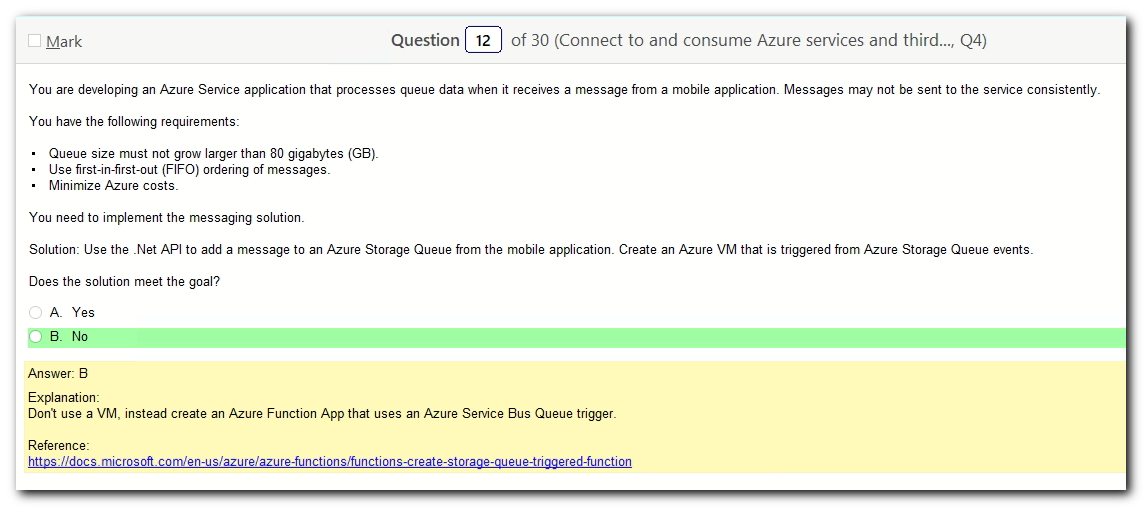 Mark
Question 12 of 30 (Connect to and consume Azure services and third..., Q4)
You are developing an Azure Service application that processes queue data when it receives a message from a mobile application. Messages may not be sent to the service consistently.
You have the following requirements:
• Queue size must not grow larger than 80 gigabytes (GB).
• Use first-in-first-out (FIFO) ordering of messages.
• Minimize Azure costs.
You need to implement the messaging solution.
Solution: Use the .Net API to add a message to an Azure Storage Queue from the mobile application. Create an Azure VM that is triggered from Azure Storage Queue events.
Does the solution meet the goal?
A. Yes
B. No
Answer: B
Explanation:
Don't use a VM, instead create an Azure Function App that uses an Azure Service Bus Queue trigger.
Reference:
https://docs.microsoft.com/en-us/azure/azure-functions/functions-create-storage-queue-triggered-function